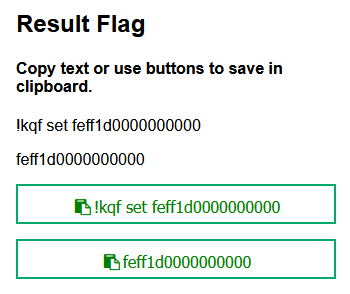 Result Flag
Copy text or use buttons to save in
clipboard.
!kqf set feff1d0000000000
feff1d0000000000
!kqf set feff1d0000000000
feff1d0000000000